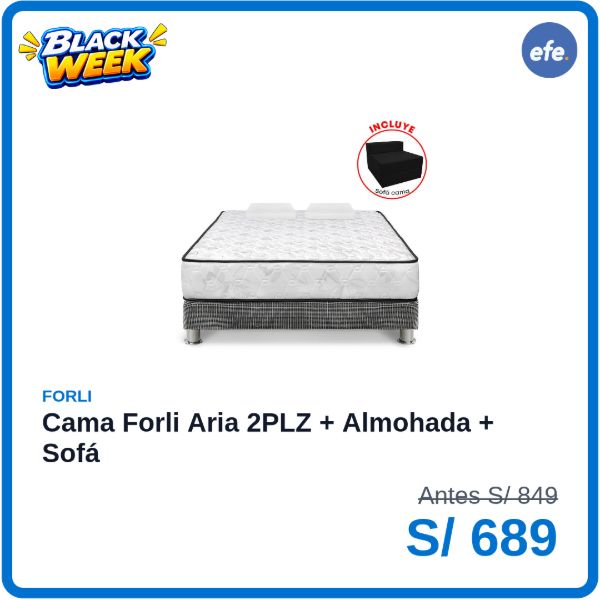 BLACK
WEEK
efe.
INCLUYE
Sofá cama
FORLI
Cama Forli Aria 2PLZ + Almohada +
Sofá
Antes S/ 849
S/ 689